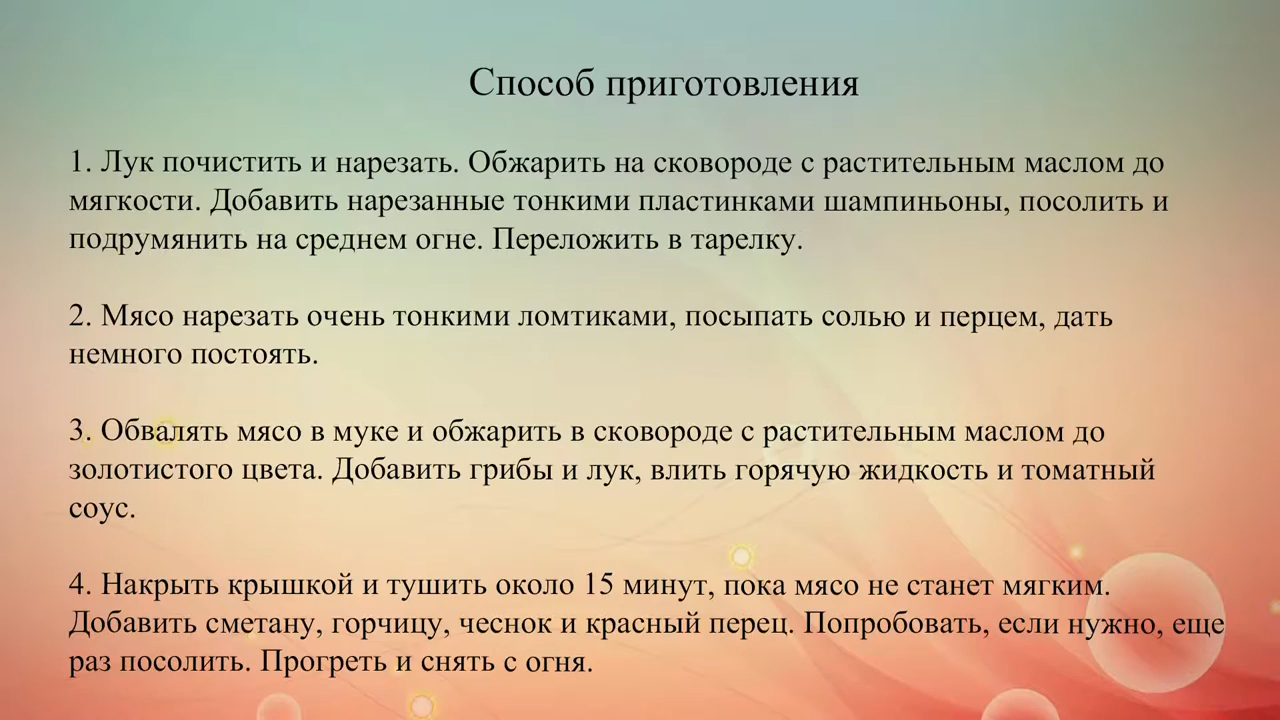 Способ приготовления
1. Лук почистить и нарезать. Обжарить на сковороде с растительным маслом до
мягкости. Добавить нарезанные тонкими пластинками шампиньоны, посолить и
подрумянить на среднем огне. Переложить в тарелку.
2. Мясо нарезать очень тонкими ломтиками, посыпать солью и перцем, дать
немного постоять.
3. Обвалять мясо в муке и обжарить в сковороде с растительным маслом до
золотистого цвета. Добавить грибы и лук, влить горячую жидкость и томатный
соус.
4. Накрыть крышкой и тушить около 15 минут, пока мясо не станет мягким.
Добавить сметану, горчицу, чеснок и красный перец. Попробовать, если нужно, еще
раз посолить. Прогреть и снять с огня.